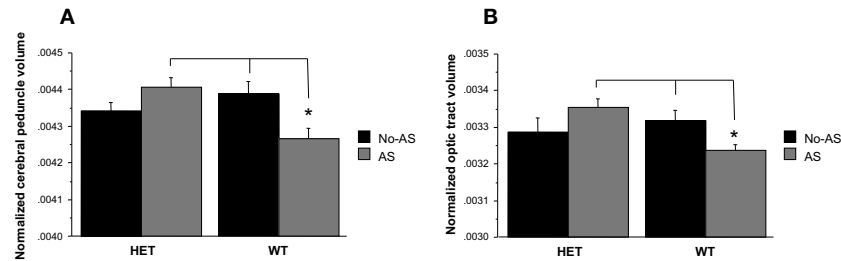 A
Normalized cerebral peduncle volume
.0045
.0044
.0043
.0042
.0041
.0040
*
HET
WT
No-AS
AS
B
Normalized optic tract volume
.0035
.0034
.0033
.0032
.0031
.0030
*
HET
WT
No-AS
AS